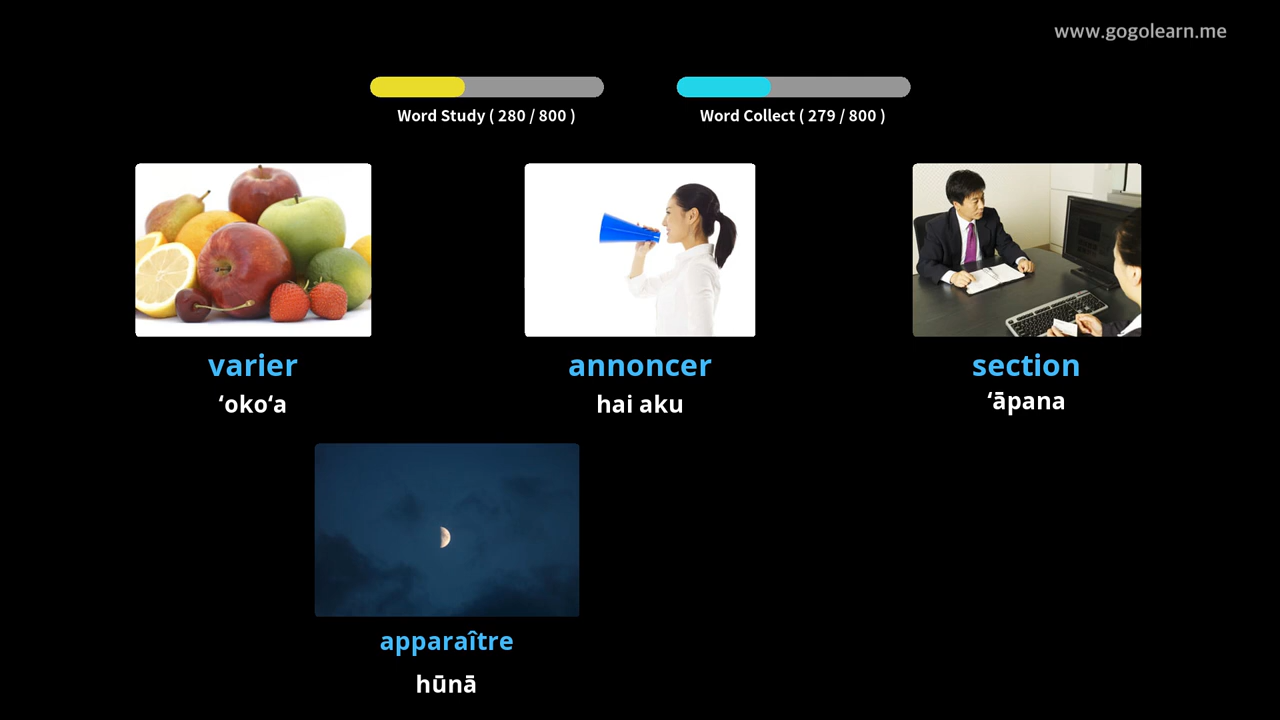 www.gogolearn.me
Word Study ( 280 / 800 )
Word Collect ( 279 / 800 )
varier
ʻokoʻa
annoncer
hai aku
section
ʻāpana
apparaître
hūnā